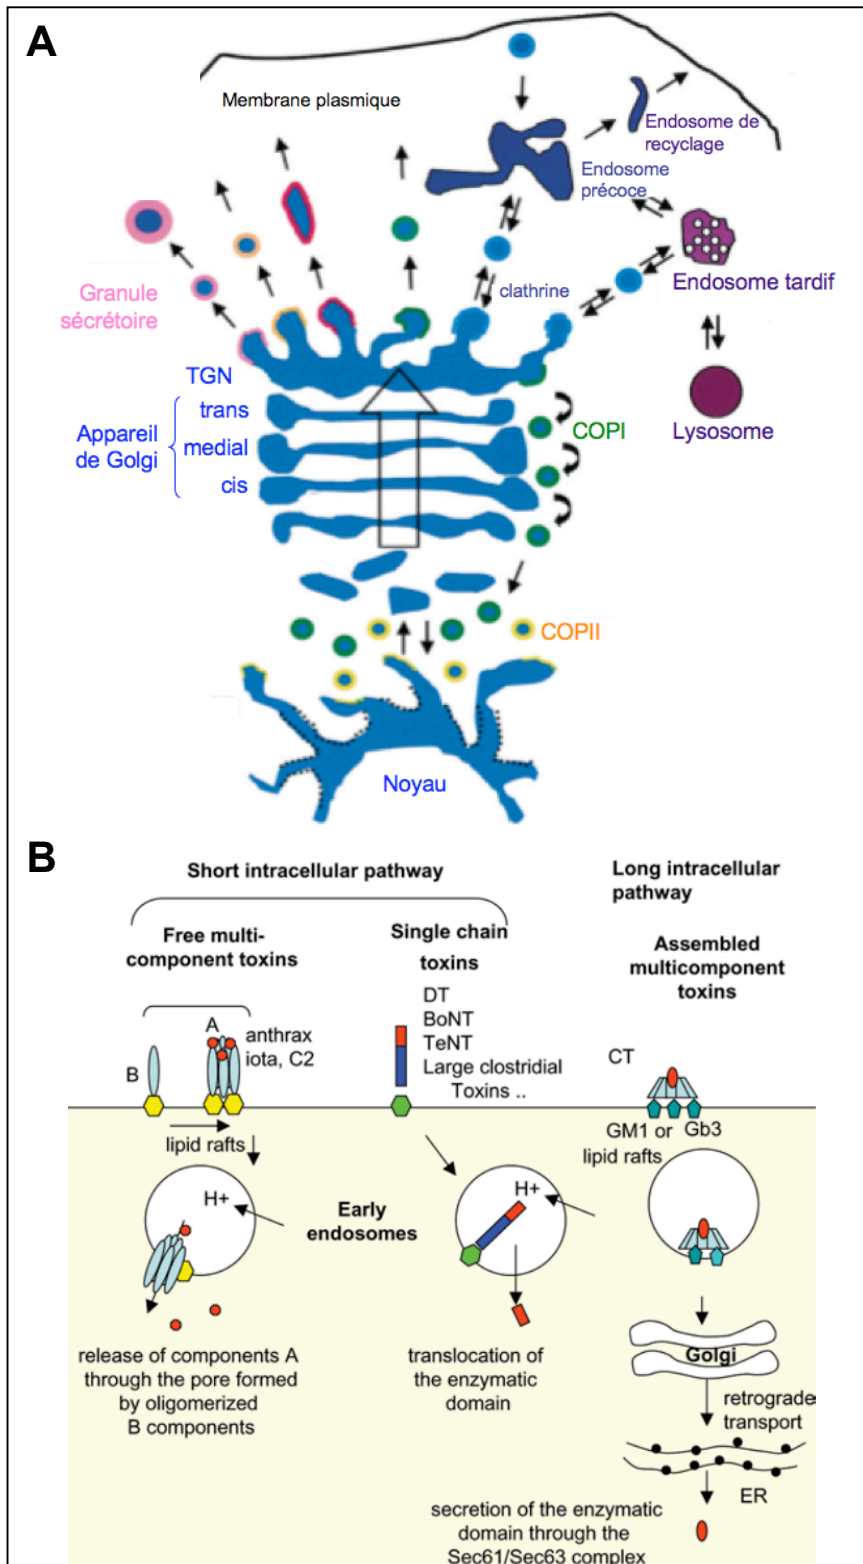 A
Membrane plasmique
Endosome de
recyclage
Endosome
précoce
Granule
sécrétoire
clathrine
Endosome tardif
TGN
trans
Appareil
de Golgi
medial
cis
COPI
Lysosome
COPII
Noyau
B
Short intracellular pathway
Long intracellular
pathway
Free multi-
component toxins
Single chain
toxins
Assembled
multicomponent
toxins
DT
BoNT
TeNT
Large clostridial
Toxins ..
A
anthrax
iota, C2
B
CT
lipid rafts
GM1 or
Gb3
lipid rafts
H+
Early
endosomes
H+
release of components A
through the pore formed
by oligomerized
B components
translocation of
the enzymatic
domain
Golgi
retrograde
transport
ER
secretion of the enzymatic
domain through the
Sec61/Sec63 complex